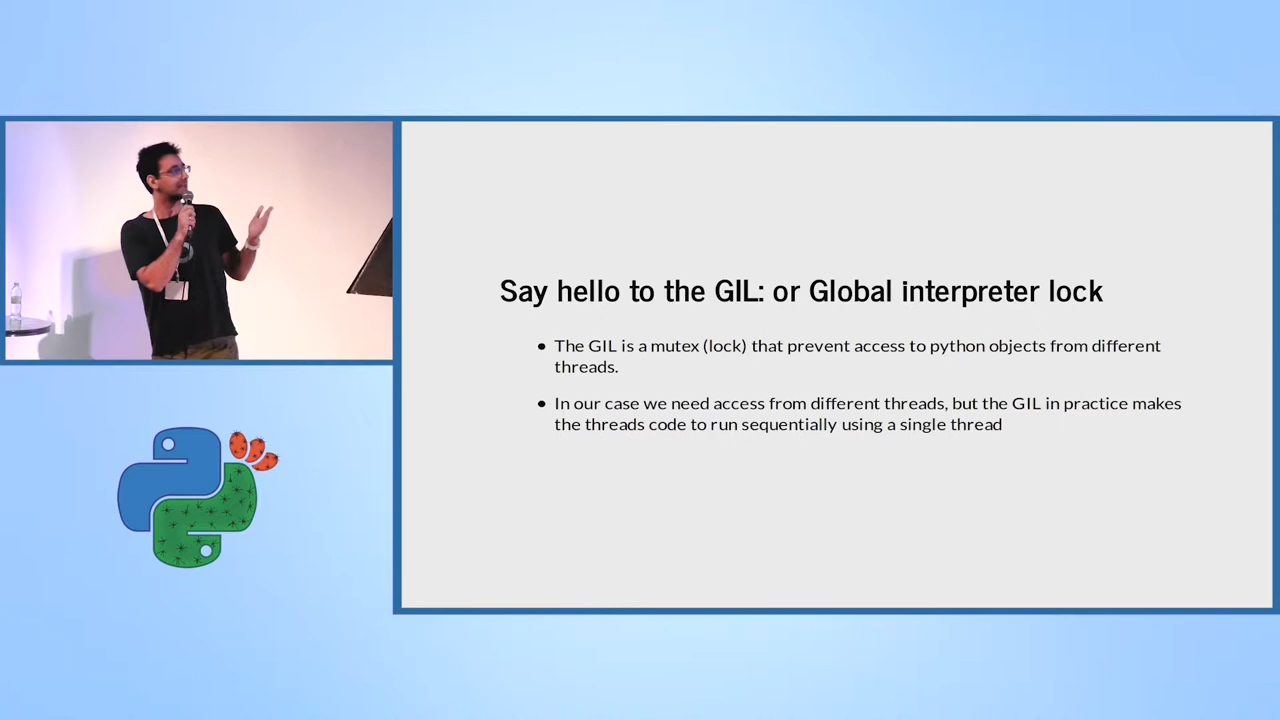 Say hello to the GIL: or Global interpreter lock
• The GIL is a mutex (lock) that prevent access to python objects from different
threads.
• In our case we need access from different threads, but the GIL in practice makes
the threads code to run sequentially using a single thread